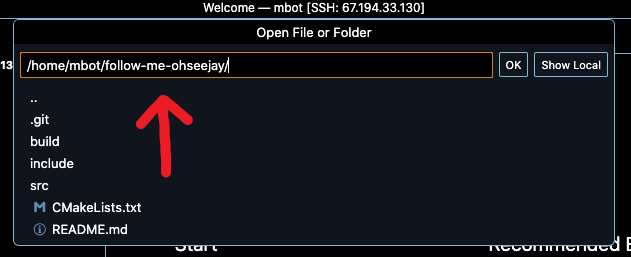 Welcome — mbot [SSH: 67.194.33.130]
Open File or Folder
13
/home/mbot/follow-me-ohseejay/
OK
Show Local
..
.git
build
include
src
CMakeLists.txt
README.md
Start
Recommended